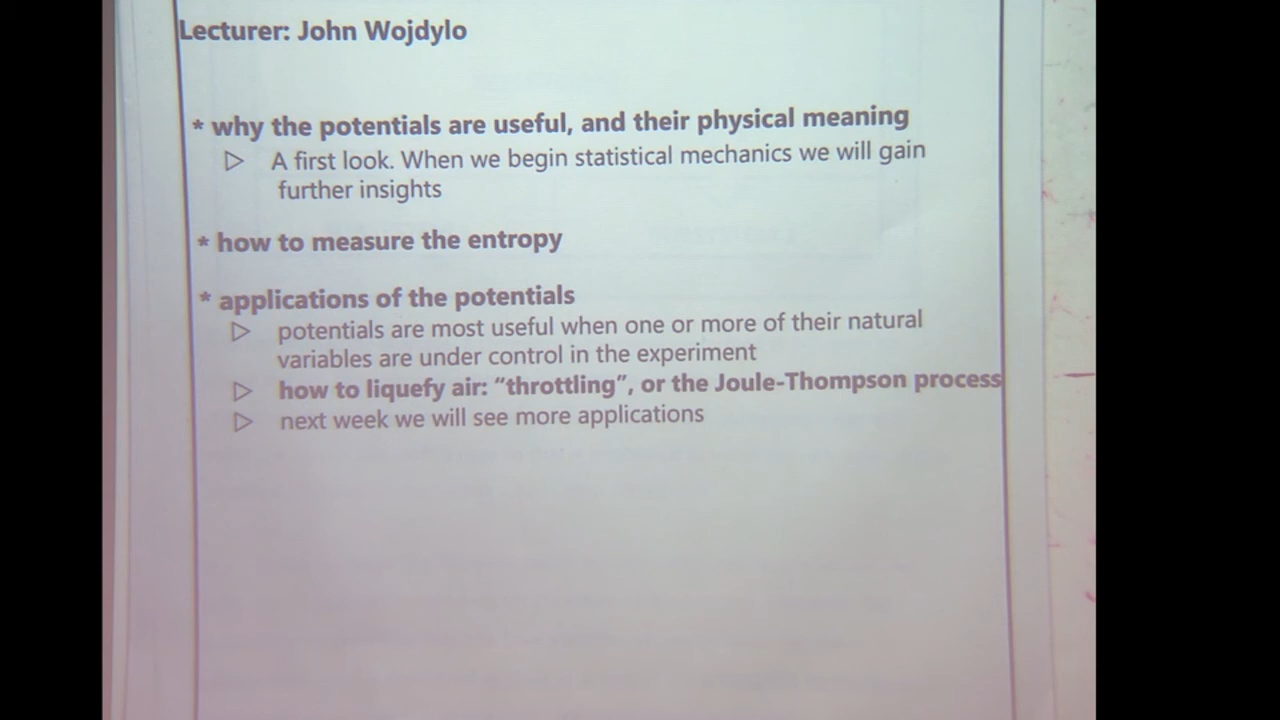 Lecturer: John Wojdylo
* why the potentials are useful, and their physical meaning
▷ A first look. When we begin statistical mechanics we will gain
further insights
* how to measure the entropy
* applications of the potentials
▷ potentials are most useful when one or more of their natural
variables are under control in the experiment
▷ how to liquefy air: “throttling”, or the Joule-Thompson process
▷ next week we will see more applications